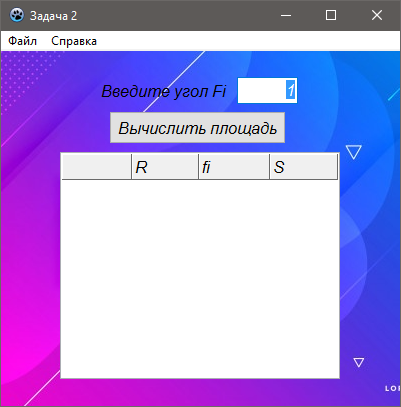 Задача 2
Файл Справка
Введите угол Fi 1
Вычислить площадь
R fi S